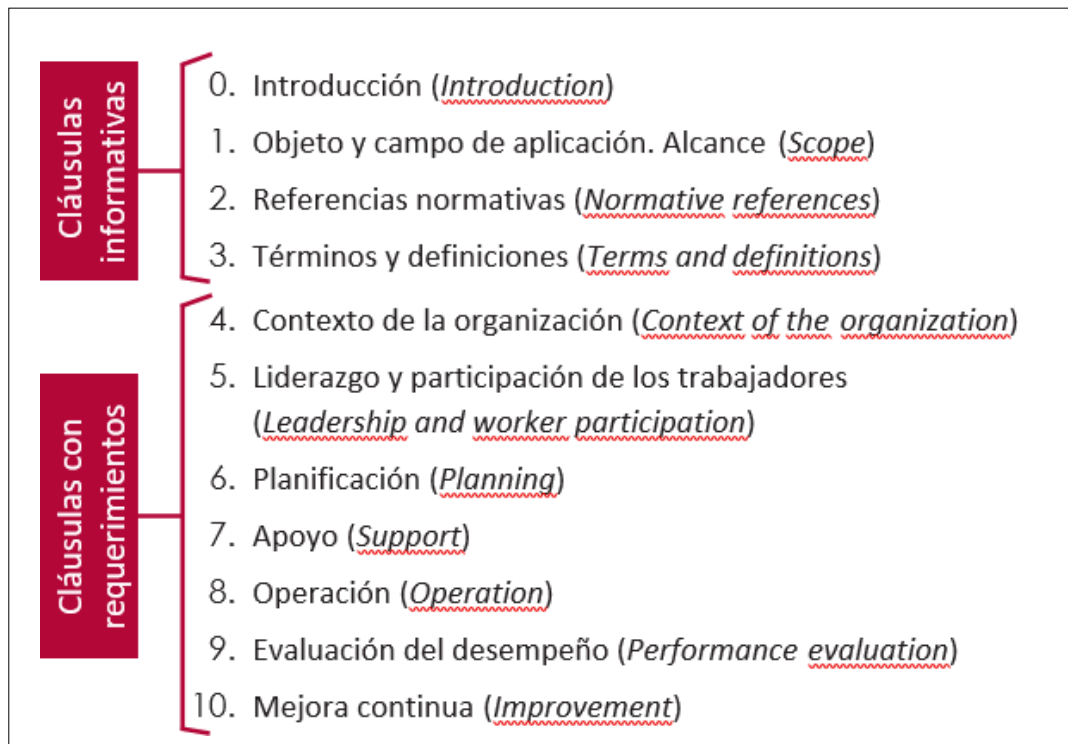 Cláusulas
informativas
0. Introducción (Introduction)
1. Objeto y campo de aplicación. Alcance (Scope)
2. Referencias normativas (Normative references)
3. Términos y definiciones (Terms and definitions)
Cláusulas con
requerimientos
4. Contexto de la organización (Context of the organization)
5. Liderazgo y participación de los trabajadores
(Leadership and worker participation)
6. Planificación (Planning)
7. Apoyo (Support)
8. Operación (Operation)
9. Evaluación del desempeño (Performance evaluation)
10. Mejora continua (Improvement)